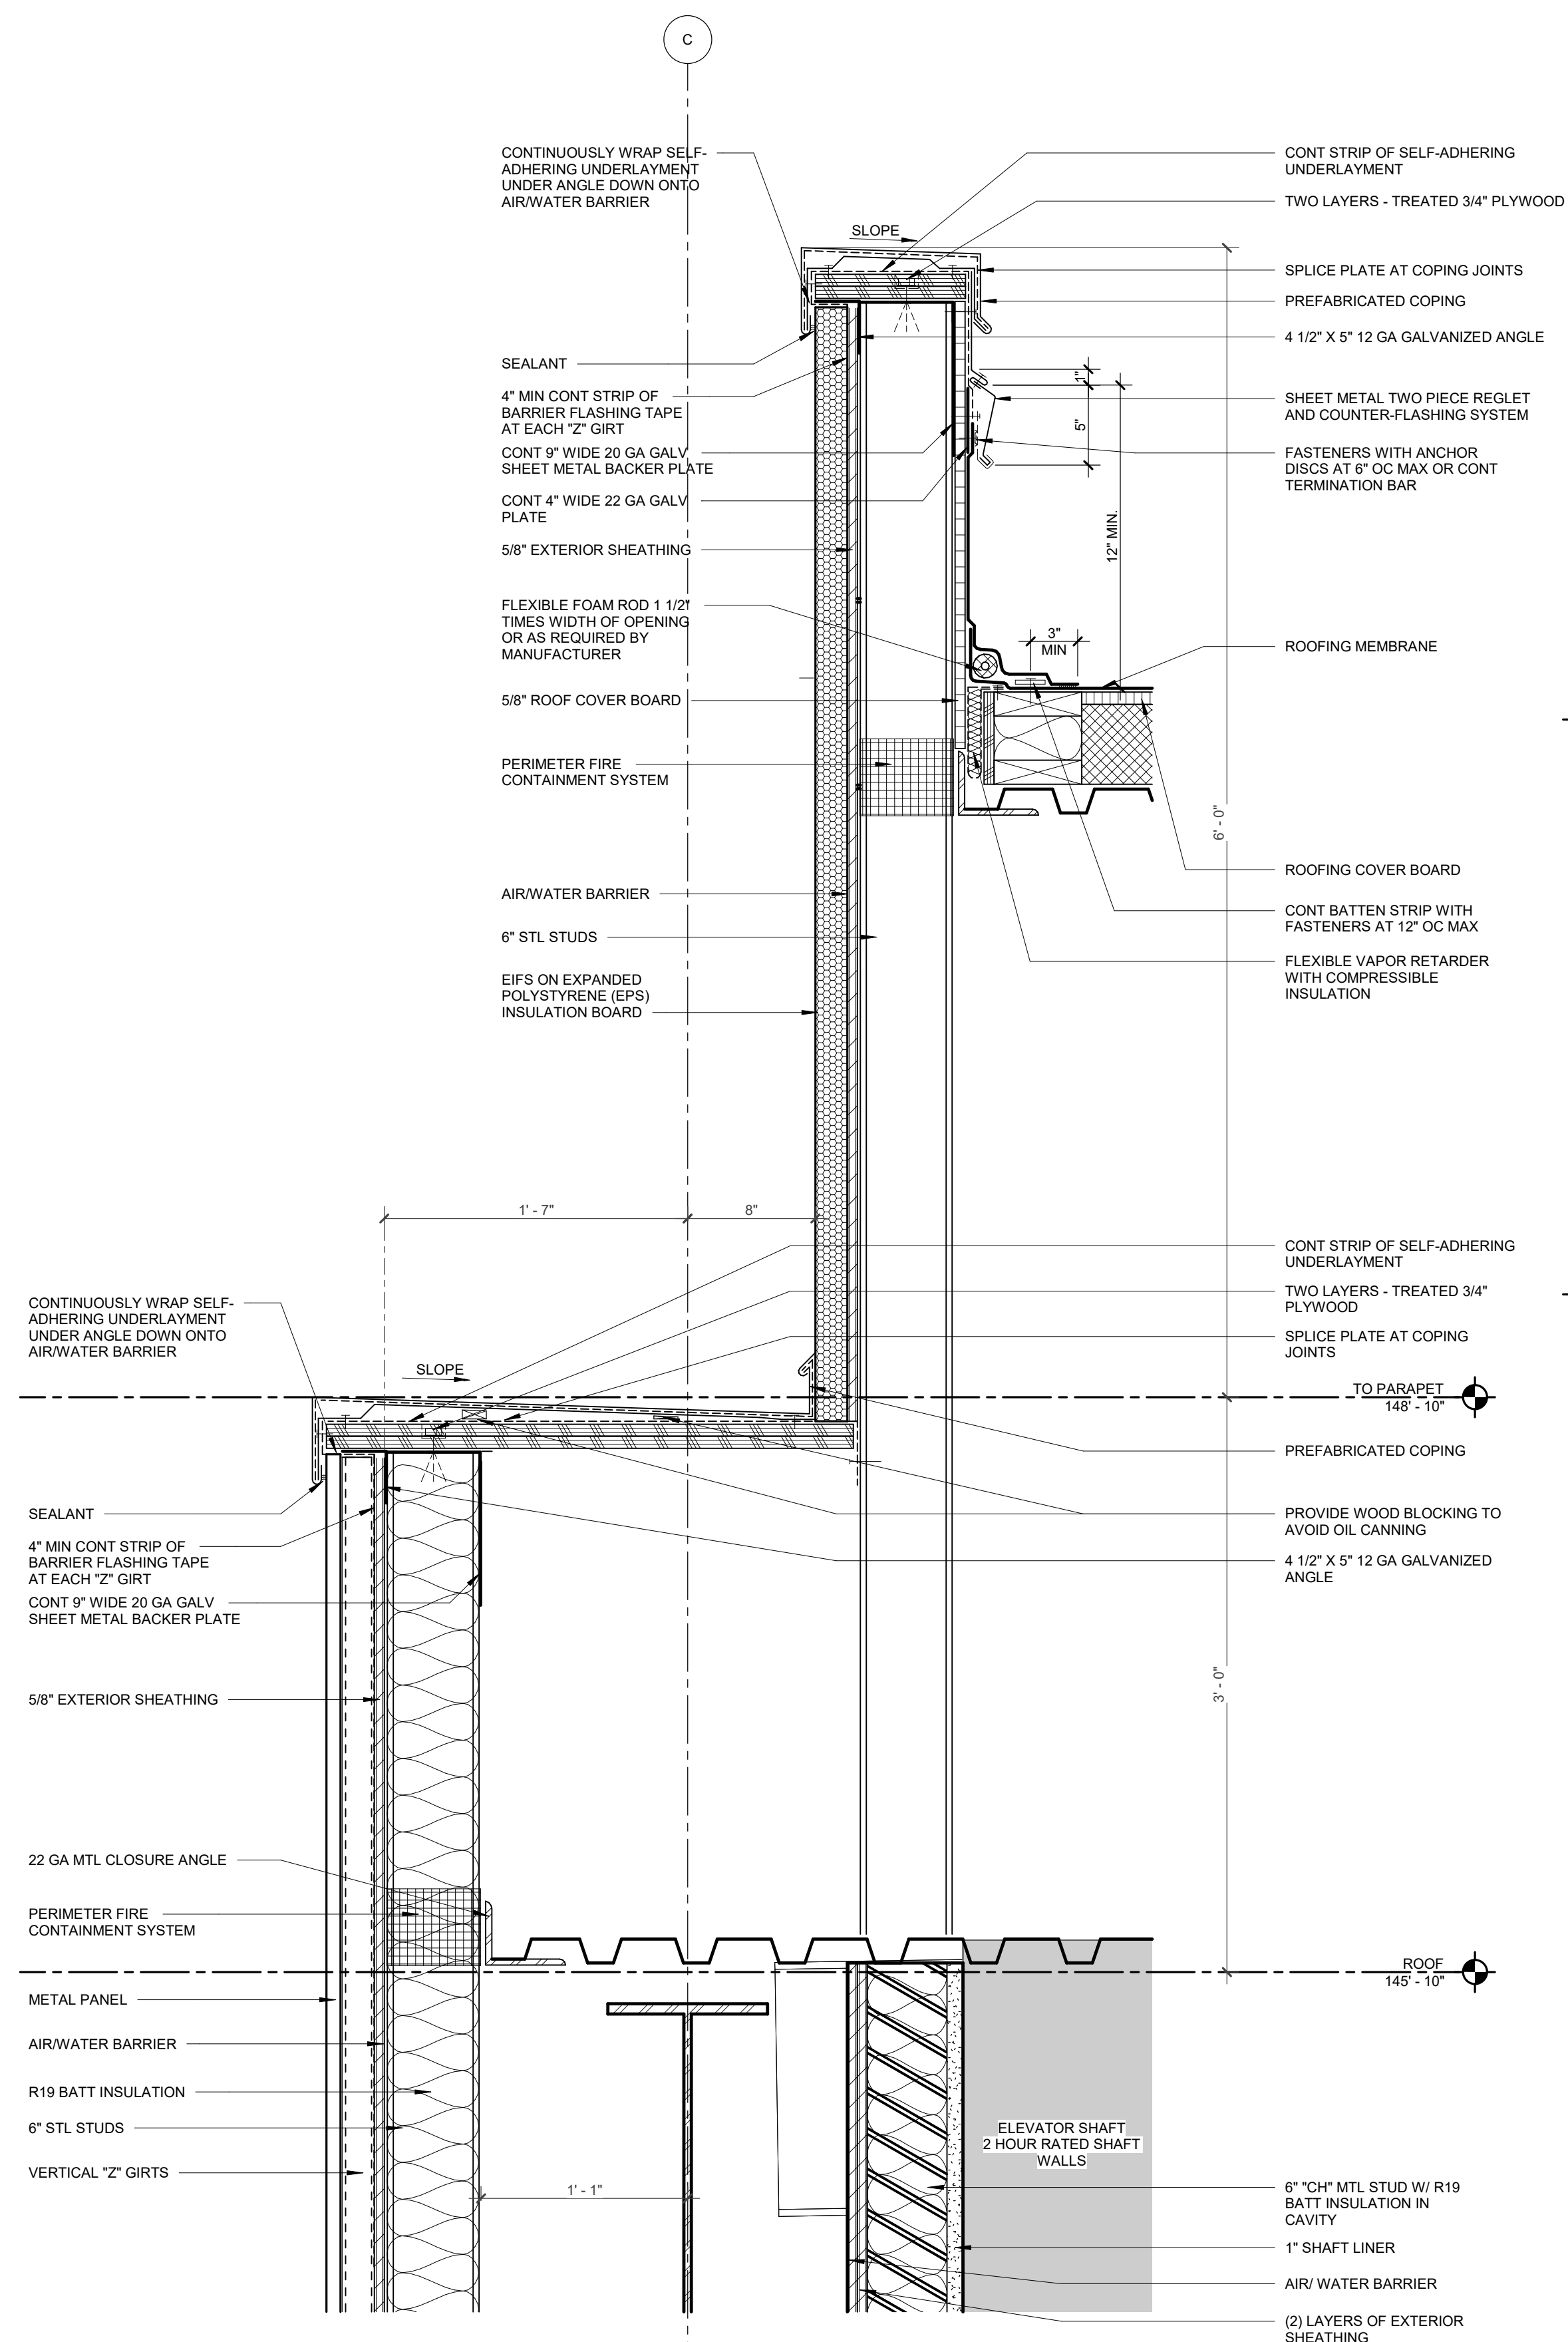 C
CONTINUOUSLY WRAP SELF-
ADHERING UNDERLAYMENT
UNDER ANGLE DOWN ONTO
AIR/WATER BARRIER
CONT STRIP OF SELF-ADHERING
UNDERLAYMENT
TWO LAYERS - TREATED 3/4" PLYWOOD
SLOPE
SPLICE PLATE AT COPING JOINTS
PREFABRICATED COPING
4 1/2" X 5" 12 GA GALVANIZED ANGLE
SEALANT
4" MIN CONT STRIP OF
BARRIER FLASHING TAPE
AT EACH "Z" GIRT
1"
5"
SHEET METAL TWO PIECE REGLET
AND COUNTER-FLASHING SYSTEM
CONT 9" WIDE 20 GA GALV
SHEET METAL BACKER PLATE
FASTENERS WITH ANCHOR
DISCS AT 6" OC MAX OR CONT
TERMINATION BAR
CONT 4" WIDE 22 GA GALV
PLATE
12" MIN.
5/8" EXTERIOR SHEATHING
FLEXIBLE FOAM ROD 1 1/2"
TIMES WIDTH OF OPENING
OR AS REQUIRED BY
MANUFACTURER
3"
MIN
ROOFING MEMBRANE
5/8" ROOF COVER BOARD
PERIMETER FIRE
CONTAINMENT SYSTEM
6' - 0"
ROOFING COVER BOARD
AIR/WATER BARRIER
CONT BATTEN STRIP WITH
FASTENERS AT 12" OC MAX
6" STL STUDS
FLEXIBLE VAPOR RETARDER
WITH COMPRESSIBLE
INSULATION
EIFS ON EXPANDED
POLYSTYRENE (EPS)
INSULATION BOARD
1' - 7"
8"
CONT STRIP OF SELF-ADHERING
UNDERLAYMENT
TWO LAYERS - TREATED 3/4"
PLYWOOD
CONTINUOUSLY WRAP SELF-
ADHERING UNDERLAYMENT
UNDER ANGLE DOWN ONTO
AIR/WATER BARRIER
SPLICE PLATE AT COPING
JOINTS
SLOPE
TO PARAPET
148' - 10"
PREFABRICATED COPING
SEALANT
PROVIDE WOOD BLOCKING TO
AVOID OIL CANNING
4" MIN CONT STRIP OF
BARRIER FLASHING TAPE
AT EACH "Z" GIRT
4 1/2" X 5" 12 GA GALVANIZED
ANGLE
CONT 9" WIDE 20 GA GALV
SHEET METAL BACKER PLATE
3' - 0"
5/8" EXTERIOR SHEATHING
22 GA MTL CLOSURE ANGLE
PERIMETER FIRE
CONTAINMENT SYSTEM
ROOF
145' - 10"
METAL PANEL
AIR/WATER BARRIER
R19 BATT INSULATION
6" STL STUDS
ELEVATOR SHAFT
2 HOUR RATED SHAFT
WALLS
VERTICAL "Z" GIRTS
1' - 1"
6" "CH" MTL STUD W/ R19
BATT INSULATION IN
CAVITY
1" SHAFT LINER
AIR/ WATER BARRIER
(2) LAYERS OF EXTERIOR
SHEATHING